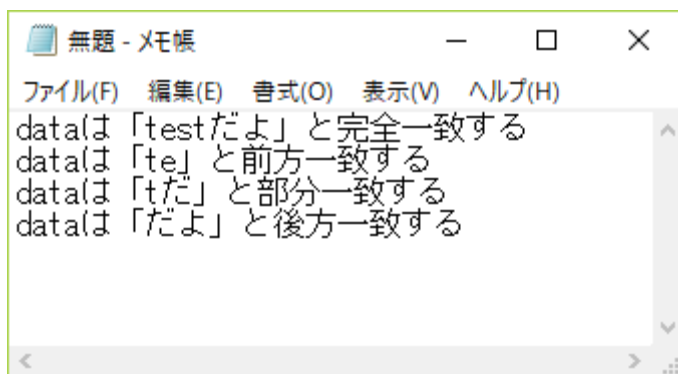 無題 - メモ帳
ファイル(F) 編集(E) 書式(O) 表示(V) ヘルプ(H)
dataは「testだよ」と完全一致する
dataは「te」と前方一致する
dataは「tだ」と部分一致する
dataは「だよ」と後方一致する